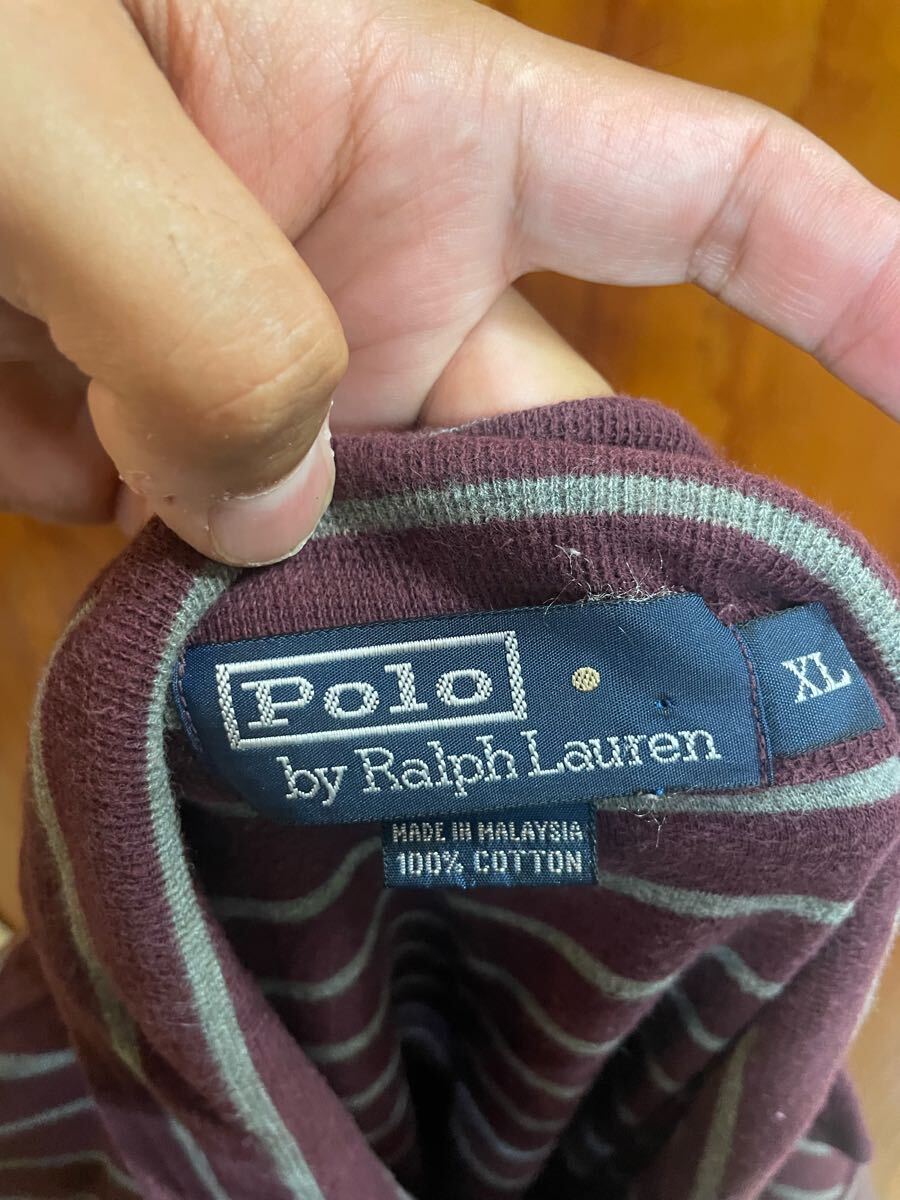 Polo
by Ralph Lauren
XL
MADE IN MALAYSIA
100% COTTON